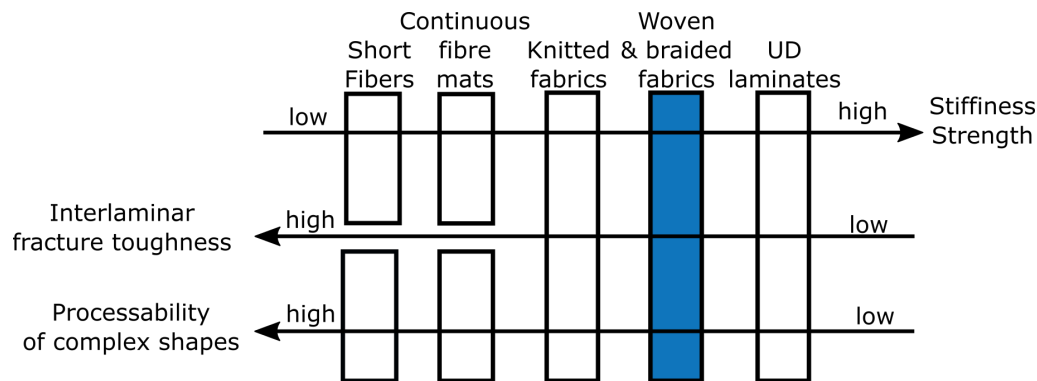 Short
Fibers
Continuous
fibre
mats
Knitted
fabrics
Woven
& braided
fabrics
UD
laminates
low
high
Stiffiness
Strength
Interlaminar
fracture toughness
high
low
Processability
of complex shapes
high
low